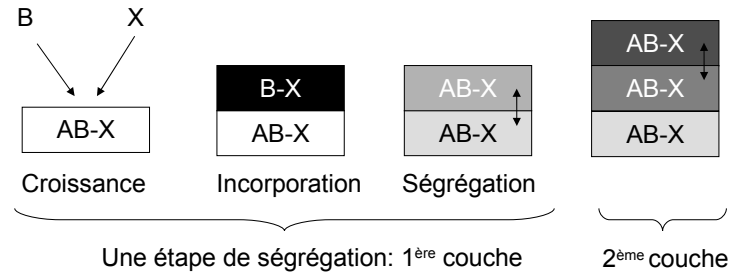 B X
AB-X
B-X
AB-X
AB-X
AB-X
AB-X
AB-X
AB-X
Croissance Incorporation Ségrégation
Une étape de ségrégation: 1ère couche 2ème couche